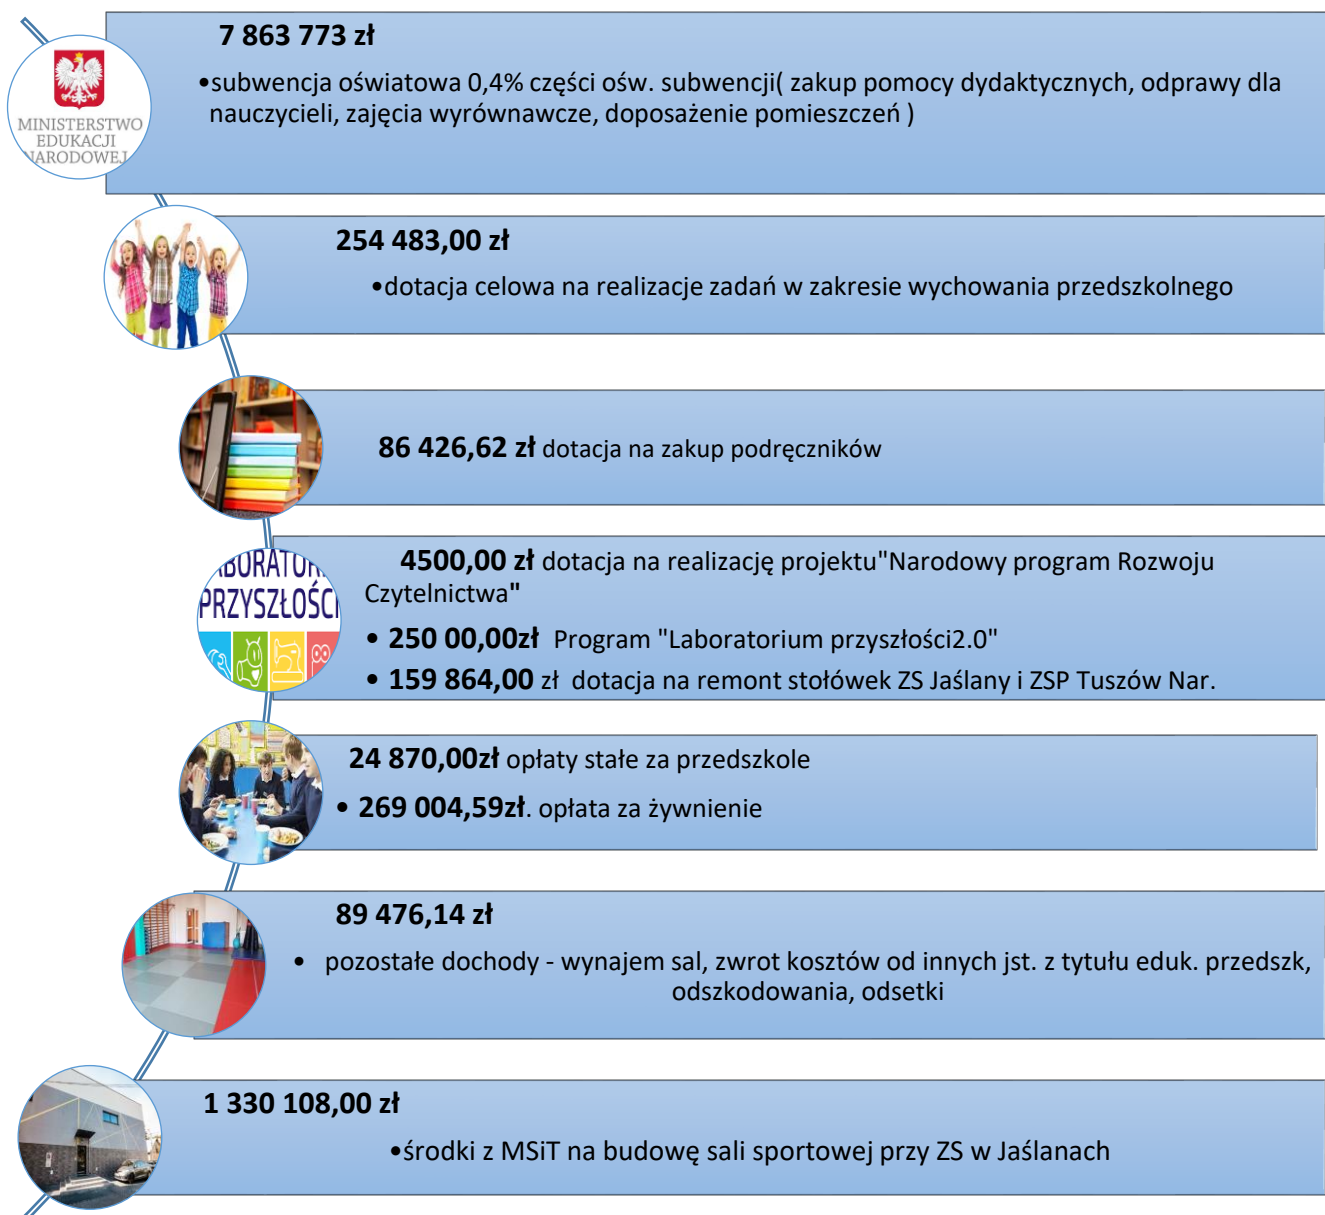 7 863 773 zł
•subwencja oświatowa 0,4% części ośw. subwencji( zakup pomocy dydaktycznych, odprawy dla
nauczycieli, zajęcia wyrównawcze, doposażenie pomieszczeń )
MINISTERSTWO
EDUKACJI
NARODOWEJ
254 483,00 zł
•dotacja celowa na realizacje zadań w zakresie wychowania przedszkolnego
86 426,62 zł dotacja na zakup podręczników
4500,00 zł dotacja na realizację projektu"Narodowy program Rozwoju
Czytelnictwa"
• 250 00,00zł Program "Laboratorium przyszłości2.0"
• 159 864,00 zł dotacja na remont stołówek ZS Jaślany i ZSP Tuszów Nar.
PRZYSZŁOŚCI
24 870,00zł opłaty stałe za przedszkole
• 269 004,59zł. opłata za żywnienie
89 476,14 zł
• pozostałe dochody - wynajem sal, zwrot kosztów od innych jst. z tytułu eduk. przedszk,
odszkodowania, odsetki
1 330 108,00 zł
•środki z MSiT na budowę sali sportowej przy ZS w Jaślanach